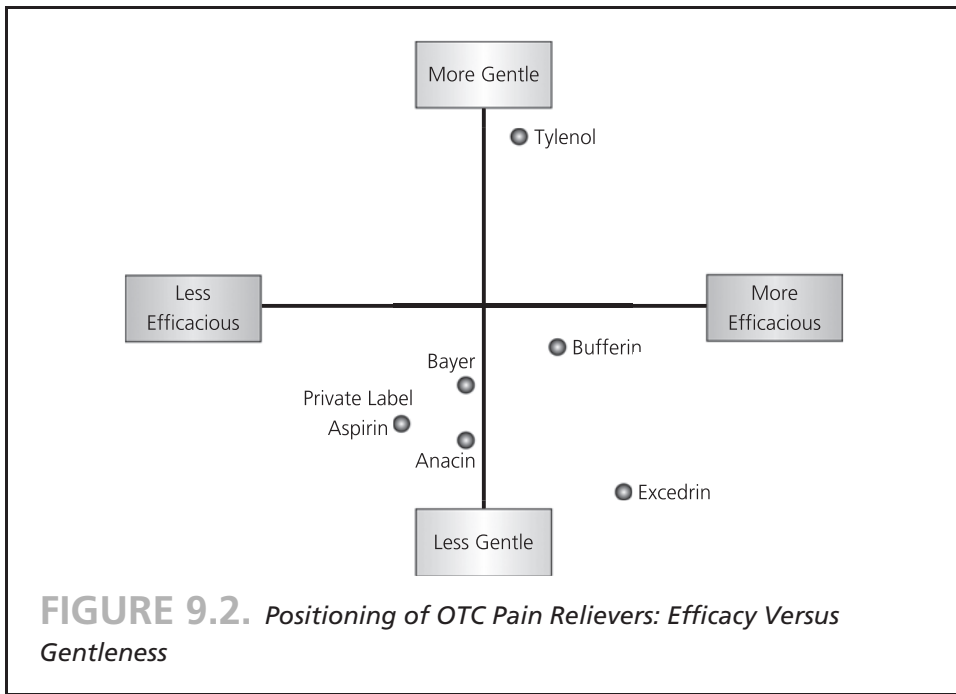 More Gentle
Tylenol
Less
Efficacious
More
Efficacious
Bufferin
Bayer
Private Label
Aspirin
Anacin
Excedrin
Less Gentle
FIGURE 9.2. Positioning of OTC Pain Relievers: Efficacy Versus
Gentleness